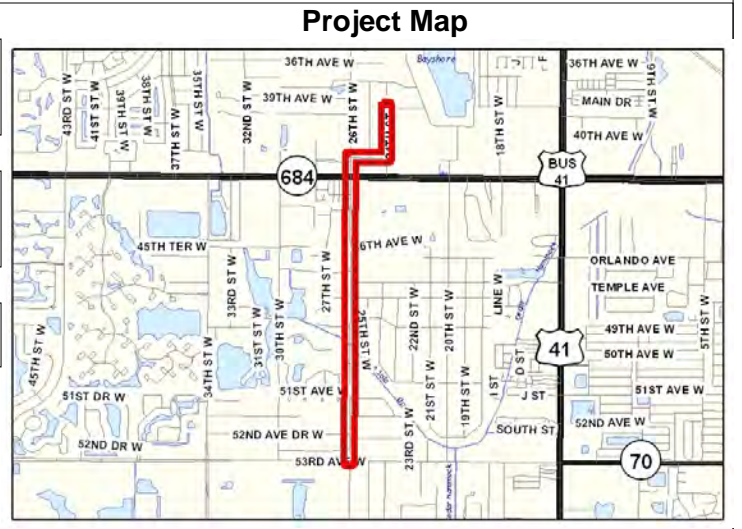 Project Map
36TH AVE W
Bayshore
36TH AVE W
9TH ST W
MAIN DR
40TH AVE W
43RD ST W
41ST ST W
39TH ST W
38TH ST W
37TH ST W
35TH ST W
32ND ST W
39TH AVE W
26TH ST W
18TH ST W
BUS
41
684
45TH TER W
6TH AVE W
ORLANDO AVE
TEMPLE AVE
33RD ST W
31ST ST W
30TH ST W
27TH ST W
25TH ST W
22ND ST W
20TH ST W
LINE W
49TH AVE W
50TH AVE W
5TH ST W
41
45TH ST W
34TH ST W
51ST DR W
51ST AVE W
21ST ST W
19TH ST W
I ST
D ST
J ST
51ST AVE W
52ND AVE W
52ND DR W
52ND AVE DR W
53RD AVE W
23RD ST W
SOUTH ST
70